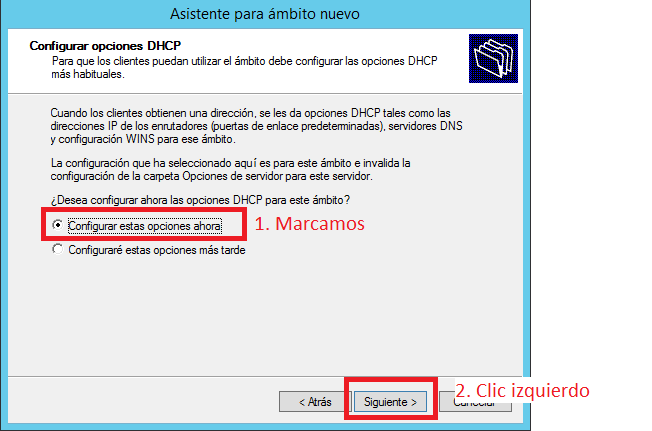 Asistente para ámbito nuevo
Configurar opciones DHCP
Para que los clientes puedan utilizar el ámbito debe configurar las opciones DHCP
más habituales.
Cuando los clientes obtienen una dirección, se les da opciones DHCP tales como las
direcciones IP de los enrutadores (puertas de enlace predeterminadas), servidores DNS
y configuración WINS para ese ámbito.
La configuración que ha seleccionado aquí es para este ámbito e invalida la
configuración de la carpeta Opciones de servidor para este servidor.
¿Desea configurar ahora las opciones DHCP para este ámbito?
Configurar estas opciones ahora
1. Marcamos
Configuraré estas opciones más tarde
2. Clic izquierdo
< Atrás
Siguiente >
Cancelar